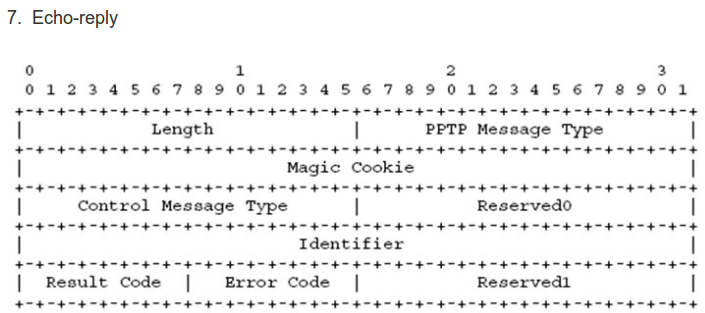 7. Echo-reply
0 1 2 3
0 1 2 3 4 5 6 7 8 9 0 1 2 3 4 5 6 7 8 9 0 1 2 3 4 5 6 7 8 9 0 1
+-+-+-+-+-+-+-+-+-+-+-+-+-+-+-+-+-+-+-+-+-+-+-+-+-+-+-+-+-+-+-+-+
| Length | PPTP Message Type |
+-+-+-+-+-+-+-+-+-+-+-+-+-+-+-+-+-+-+-+-+-+-+-+-+-+-+-+-+-+-+-+-+
| Magic Cookie |
+-+-+-+-+-+-+-+-+-+-+-+-+-+-+-+-+-+-+-+-+-+-+-+-+-+-+-+-+-+-+-+-+
| Control Message Type | Reserved0 |
+-+-+-+-+-+-+-+-+-+-+-+-+-+-+-+-+-+-+-+-+-+-+-+-+-+-+-+-+-+-+-+-+
| Identifier |
+-+-+-+-+-+-+-+-+-+-+-+-+-+-+-+-+-+-+-+-+-+-+-+-+-+-+-+-+-+-+-+-+
| Result Code | Error Code | Reserved1 |
+-+-+-+-+-+-+-+-+-+-+-+-+-+-+-+-+-+-+-+-+-+-+-+-+-+-+-+-+-+-+-+-+